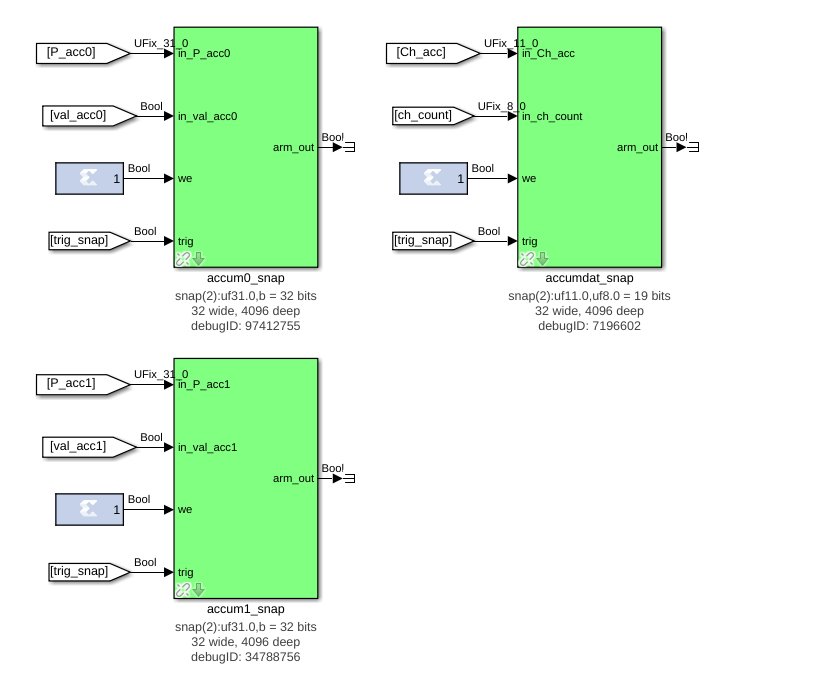 [P_acc0]
UFix_31_0
in_P_acc0
[val_acc0]
Bool
in_val_acc0
arm_out
Bool
1
Bool
we
[trig_snap]
Bool
trig
accum0_snap
snap(2):uf31.0,b = 32 bits
32 wide, 4096 deep
debugID: 97412755
[Ch_acc]
UFix_11_0
in_Ch_acc
[ch_count]
UFix_8_0
in_ch_count
arm_out
Bool
1
Bool
we
[trig_snap]
Bool
trig
accumdat_snap
snap(2):uf11.0,uf8.0 = 19 bits
32 wide, 4096 deep
debugID: 7196602
[P_acc1]
UFix_31_0
in_P_acc1
[val_acc1]
Bool
in_val_acc1
arm_out
Bool
1
Bool
we
[trig_snap]
Bool
trig
accum1_snap
snap(2):uf31.0,b = 32 bits
32 wide, 4096 deep
debugID: 34788756